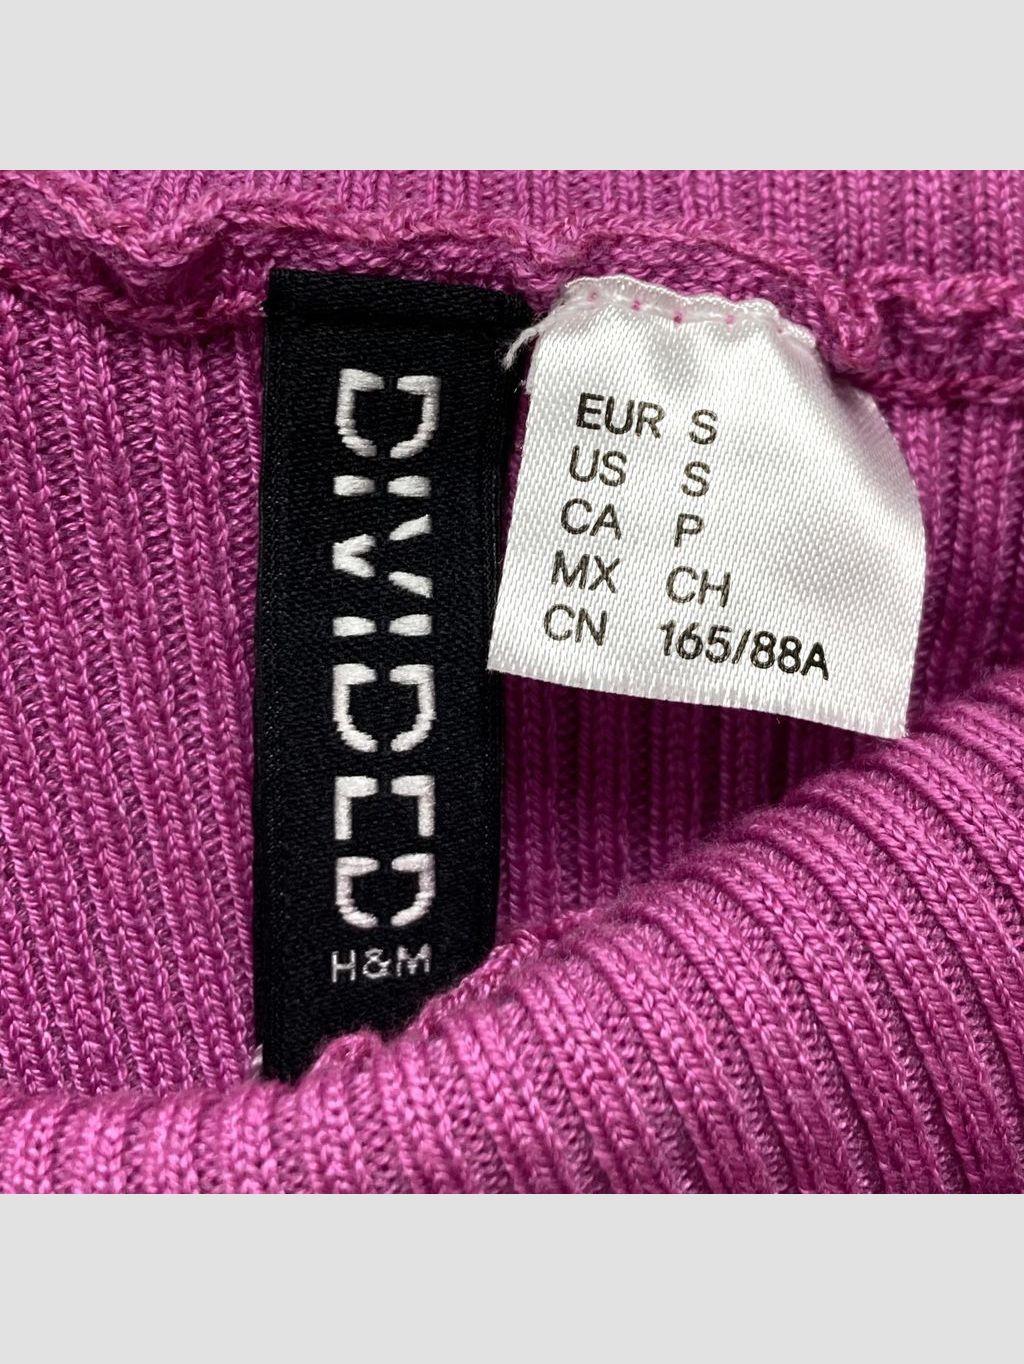 DIVIDED
H&M
EUR S
US S
CA P
MX CH
CN 165/88A